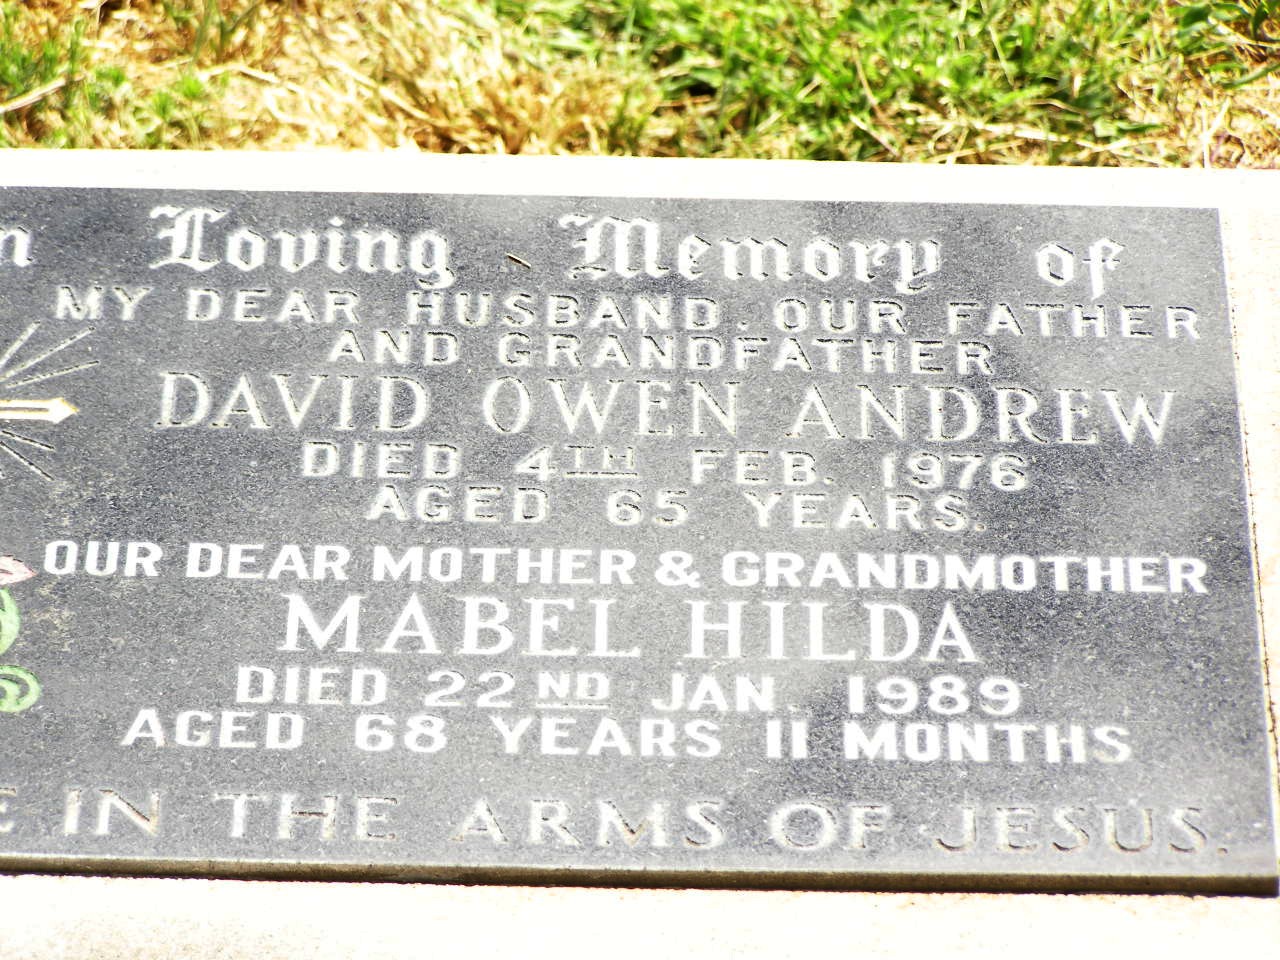 n Loving Memory of
MY DEAR HUSBAND. OUR FATHER
AND GRANDFATHER
DAVID OWEN ANDREW
DIED 4TH FEB. 1976
AGED 65 YEARS.
OUR DEAR MOTHER & GRANDMOTHER
MABEL HILDA
DIED 22ND JAN. 1989
AGED 68 YEARS 11 MONTHS
E IN THE ARMS OF JESUS.